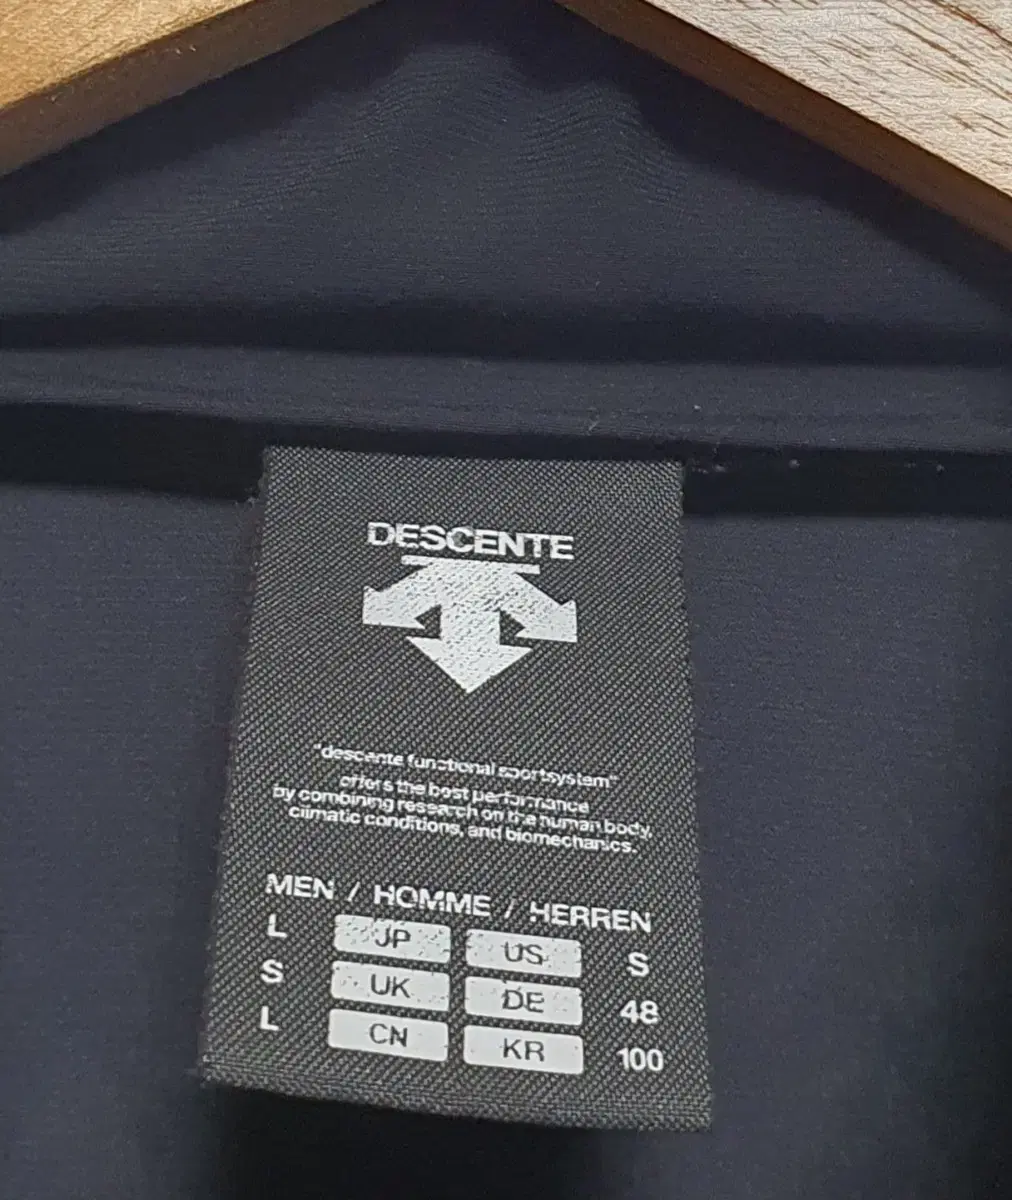 DESCENTE
"descente functional sportsystem"
offers the best performance
by combining research on the human body,
climatic conditions, and biomechanics.
MEN / HOMME / HERREN
L JP US S
S UK DE 48
L CN KR 100